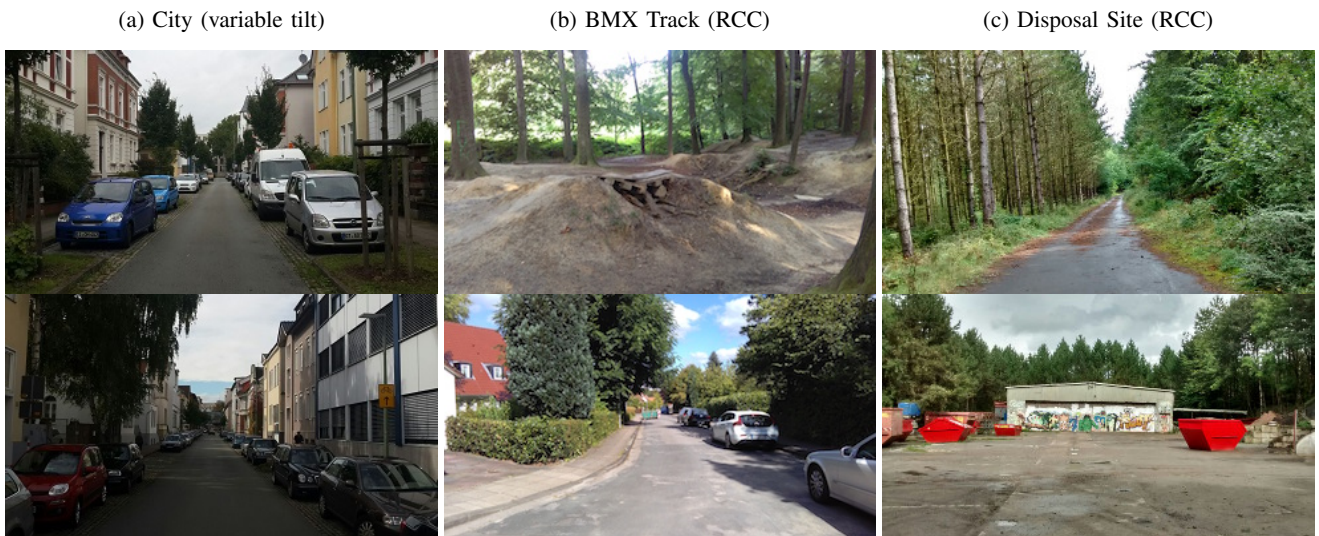 (a) City (variable tilt)
(b) BMX Track (RCC)
(c) Disposal Site (RCC)